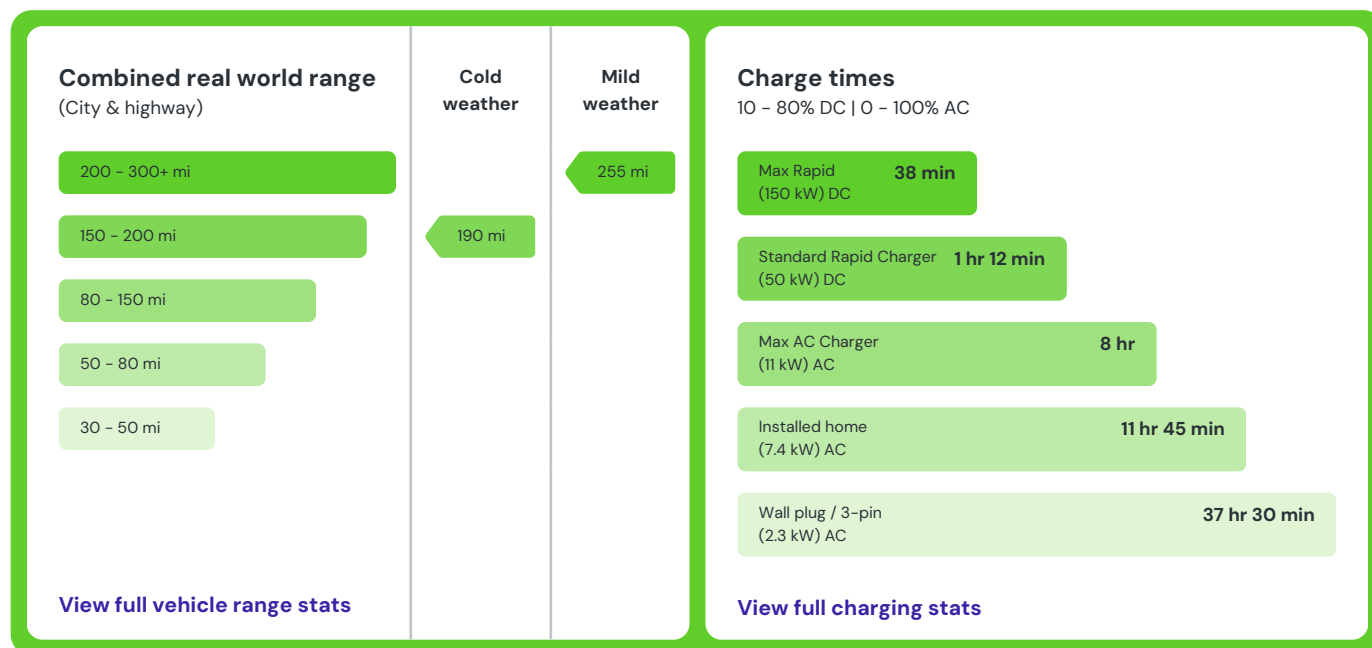 Combined real world range
(City & highway)
Cold
weather
Mild
weather
200 - 300+ mi
255 mi
150 - 200 mi
190 mi
80 - 150 mi
50 - 80 mi
30 - 50 mi
View full vehicle range stats
Charge times
10 - 80% DC | 0 - 100% AC
Max Rapid
(150 kW) DC
38 min
Standard Rapid Charger
(50 kW) DC
1 hr 12 min
Max AC Charger
(11 kW) AC
8 hr
Installed home
(7.4 kW) AC
11 hr 45 min
Wall plug / 3-pin
(2.3 kW) AC
37 hr 30 min
View full charging stats